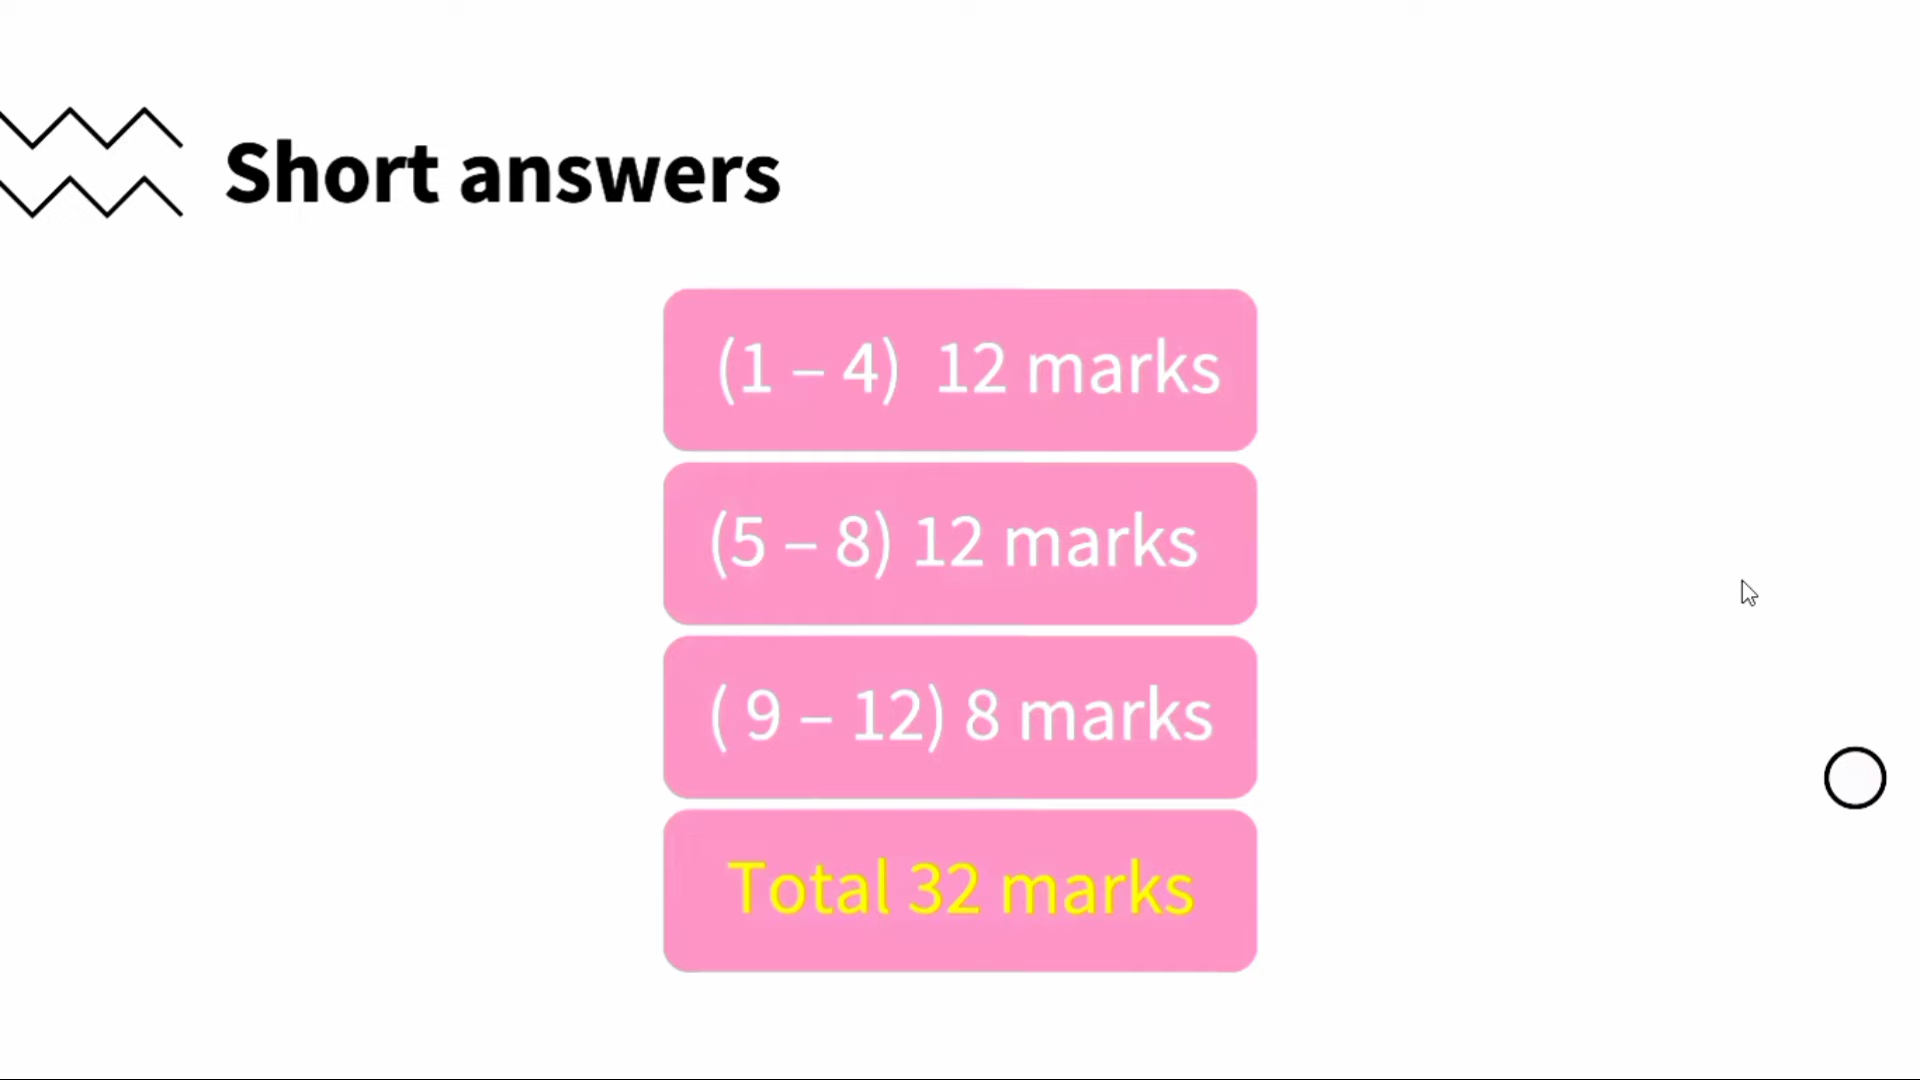 Short answers
(1 – 4) 12 marks
(5 – 8) 12 marks
( 9 – 12) 8 marks
Total 32 marks